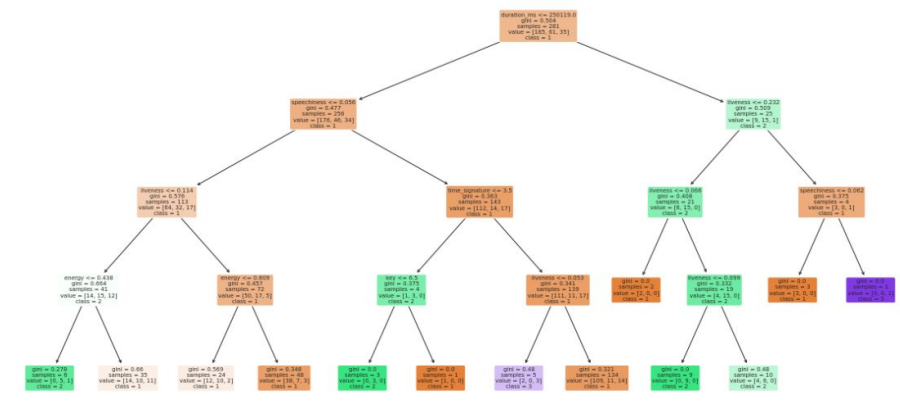 duration_ms <= 250119.0
gini = 0.504
samples = 281
value = [185, 61, 35]
class = 1
speechiness <= 0.056
gini = 0.477
samples = 256
value = [176, 46, 34]
class = 1
liveness <= 0.232
gini = 0.509
samples = 25
value = [9, 15, 1]
class = 2
liveness <= 0.114
gini = 0.576
samples = 113
value = [64, 32, 17]
class = 1
time_signature <= 3.5
gini = 0.363
samples = 143
value = [112, 14, 17]
class = 1
liveness <= 0.088
gini = 0.408
samples = 21
value = [6, 15, 0]
class = 2
speechiness <= 0.062
gini = 0.375
samples = 4
value = [3, 0, 1]
class = 1
energy <= 0.438
gini = 0.664
samples = 41
value = [14, 15, 12]
class = 2
energy <= 0.609
gini = 0.457
samples = 72
value = [50, 17, 5]
class = 1
key <= 6.5
gini = 0.375
samples = 4
value = [1, 3, 0]
class = 2
liveness <= 0.053
gini = 0.341
samples = 139
value = [111, 11, 17]
class = 1
gini = 0.0
samples = 2
value = [2, 0, 0]
class = 1
liveness <= 0.099
gini = 0.332
samples = 19
value = [4, 15, 0]
class = 2
gini = 0.0
samples = 3
value = [3, 0, 0]
class = 1
gini = 0.0
samples = 1
value = [0, 0, 1]
class = 3
gini = 0.278
samples = 6
value = [0, 5, 1]
class = 2
gini = 0.66
samples = 35
value = [14, 10, 11]
class = 1
gini = 0.569
samples = 24
value = [12, 10, 2]
class = 1
gini = 0.348
samples = 48
value = [38, 7, 3]
class = 1
gini = 0.0
samples = 3
value = [0, 3, 0]
class = 2
gini = 0.0
samples = 1
value = [1, 0, 0]
class = 1
gini = 0.48
samples = 5
value = [2, 0, 3]
class = 3
gini = 0.321
samples = 134
value = [109, 11, 14]
class = 1
gini = 0.0
samples = 9
value = [0, 9, 0]
class = 2
gini = 0.48
samples = 10
value = [4, 6, 0]
class = 2